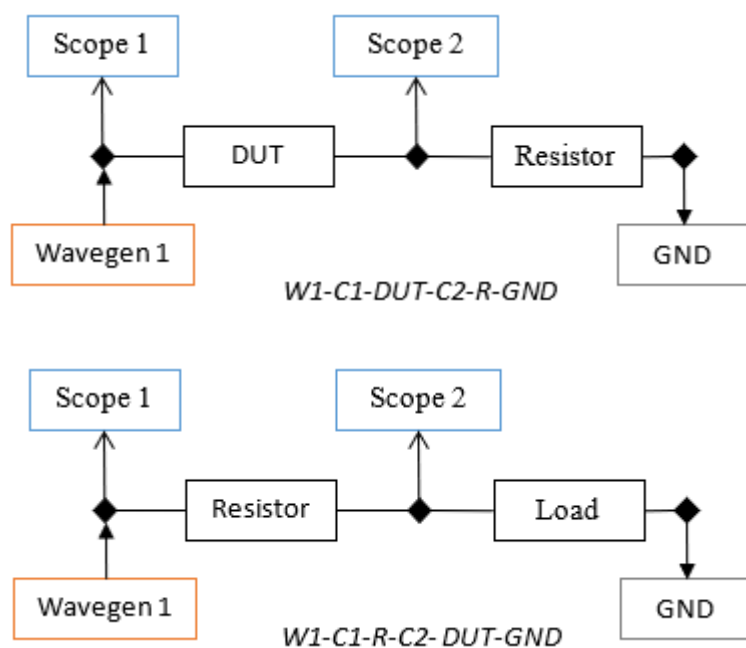 Scope 1
Scope 2
DUT
Resistor
Wavegen 1
GND
W1-C1-DUT-C2-R-GND
Scope 1
Scope 2
Resistor
Load
Wavegen 1
GND
W1-C1-R-C2- DUT-GND